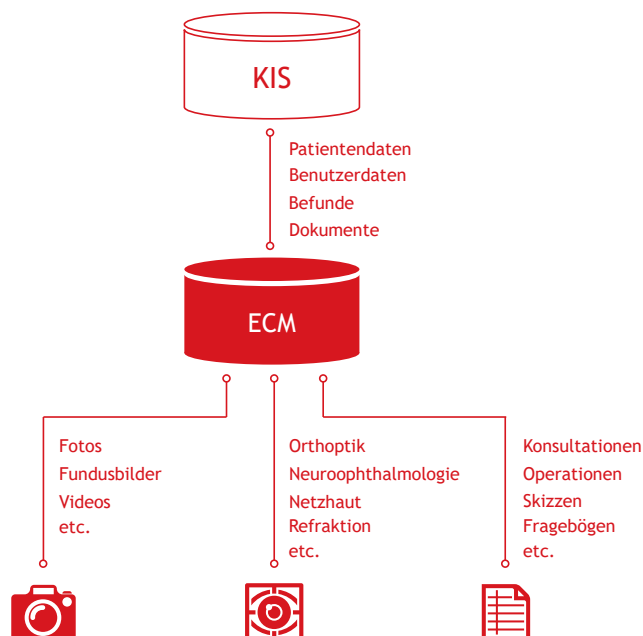 KIS
Patientendaten
Benutzerdaten
Befunde
Dokumente
ECM
Fotos
Fundusbilder
Videos
etc.
Orthoptik
Neuroophthalmologie
Netzhaut
Refraktion
etc.
Konsultationen
Operationen
Skizzen
Fragebögen
etc.